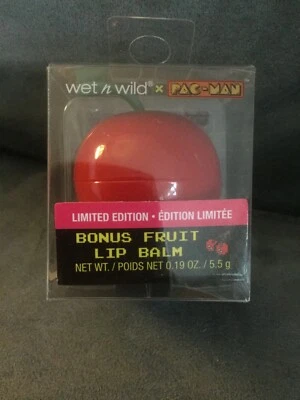 wet n wild® x PAC-MAN
LIMITED EDITION • ÉDITION LIMITÉE
BONUS FRUIT
LIP BALM
NET WT. / POIDS NET 0.19 OZ. / 5.5 g